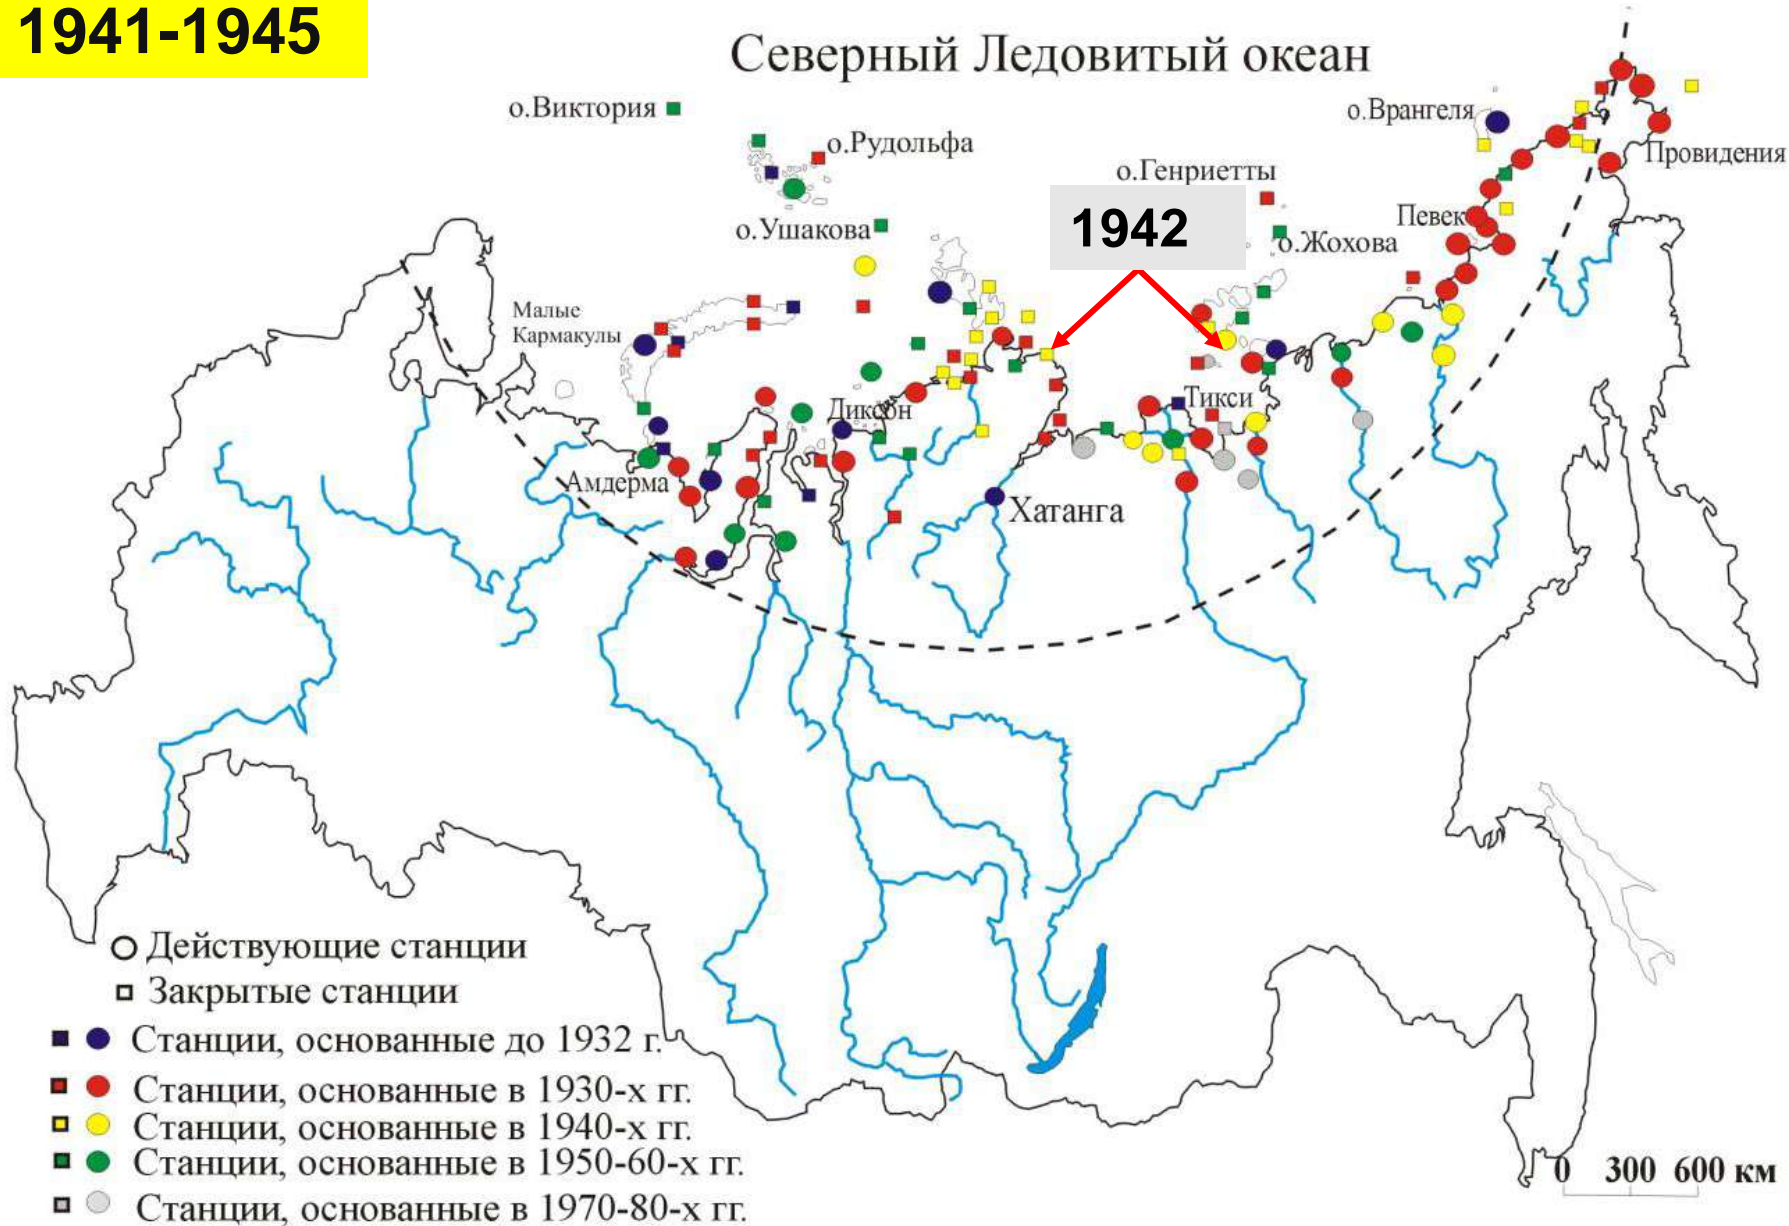 1941-1945
Северный Ледовитый океан
о.Виктория
о.Рудольфа
о.Врангеля
Провидения
о.Генриетты
1942
Певек
о.Ушакова
о.Жохова
Малые
Кармакулы
Диксон
Тикси
Амдерма
Хатанга
Действующие станции
Закрытые станции
Станции, основанные до 1932 г.
Станции, основанные в 1930-х гг.
Станции, основанные в 1940-х гг.
Станции, основанные в 1950-60-х гг.
Станции, основанные в 1970-80-х гг.
0 300 600 км